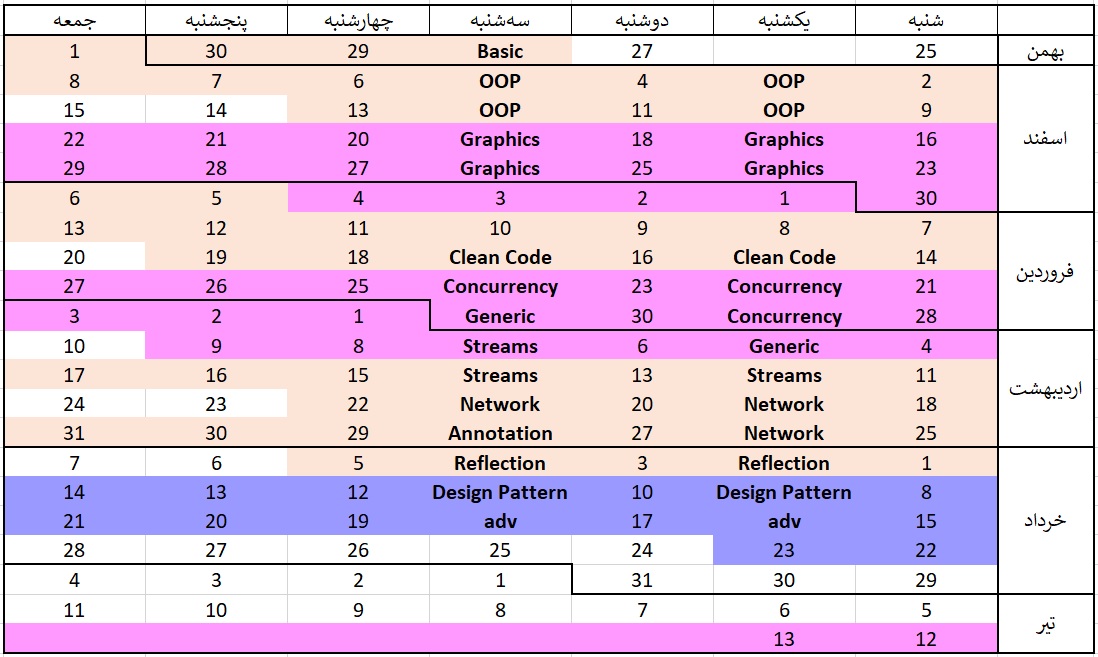 شنبه یکشنبه دوشنبه سه‌شنبه چهارشنبه پنجشنبه جمعه
بهمن 25 27 Basic 29 30 1
اسفند
2 OOP 4 OOP 6 7 8
9 OOP 11 OOP 13 14 15
16 Graphics 18 Graphics 20 21 22
23 Graphics 25 Graphics 27 28 29
30 1 2 3 4 5 6
فروردین
7 8 9 10 11 12 13
14 Clean Code 16 Clean Code 18 19 20
21 Concurrency 23 Concurrency 25 26 27
28 Concurrency 30 Generic 1 2 3
اردیبهشت
4 Generic 6 Streams 8 9 10
11 Streams 13 Streams 15 16 17
18 Network 20 Network 22 23 24
25 Network 27 Annotation 29 30 31
خرداد
1 Reflection 3 Reflection 5 6 7
8 Design Pattern 10 Design Pattern 12 13 14
15 adv 17 adv 19 20 21
22 23 24 25 26 27 28
29 30 31 1 2 3 4
تیر
5 6 7 8 9 10 11
12 13